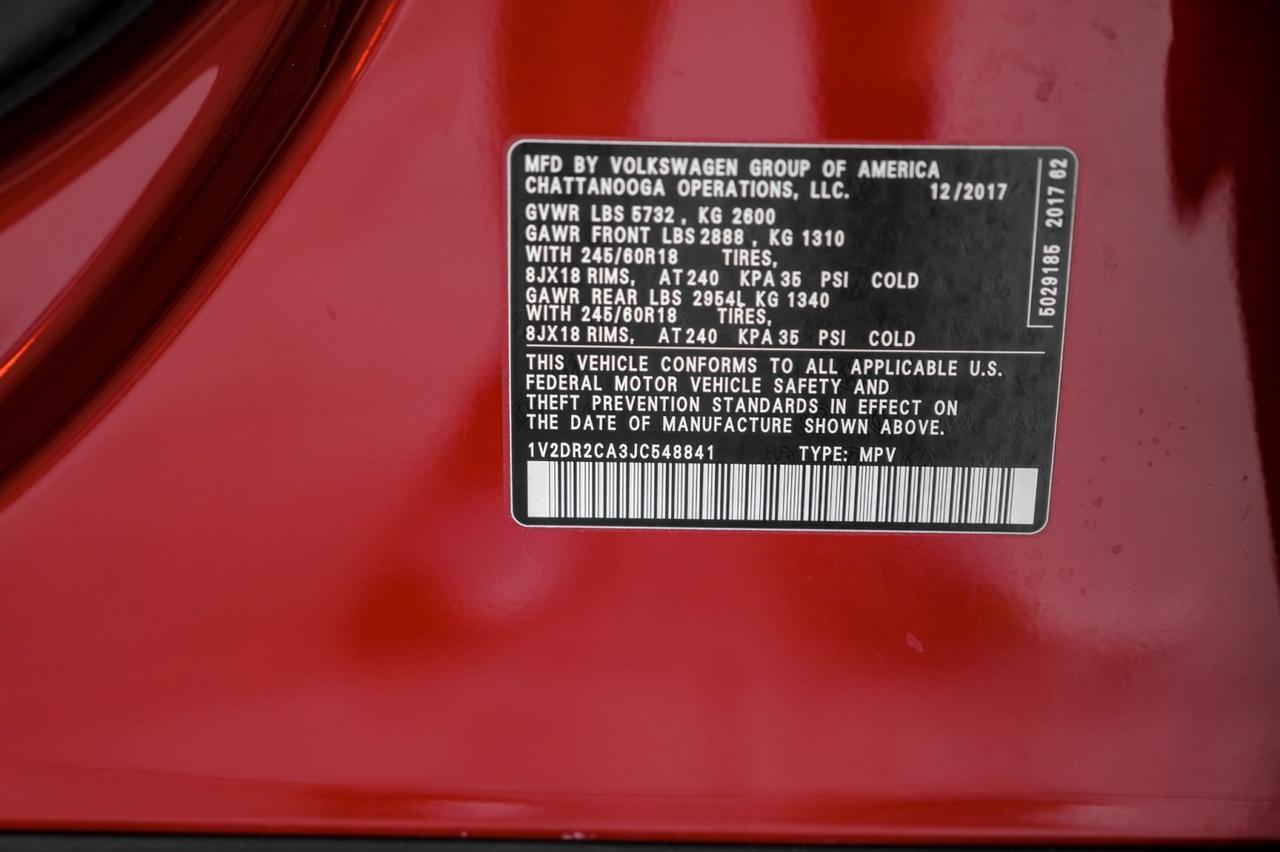 MFD BY VOLKSWAGEN GROUP OF AMERICA
CHATTANOOGA OPERATIONS, LLC. 12/2017
GVWR LBS 5732, KG 2600
GAWR FRONT LBS 2888, KG 1310
WITH 245/60R18 TIRES,
8JX18 RIMS, AT 240 KPA 35 PSI COLD
GAWR REAR LBS 2954L KG 1340
WITH 245/60R18 TIRES,
8JX18 RIMS, AT 240 KPA 35 PSI COLD
THIS VEHICLE CONFORMS TO ALL APPLICABLE U.S.
FEDERAL MOTOR VEHICLE SAFETY AND
THEFT PREVENTION STANDARDS IN EFFECT ON
THE DATE OF MANUFACTURE SHOWN ABOVE.
1V2DR2CA3JC548841 TYPE: MPV
5029185 2017 62